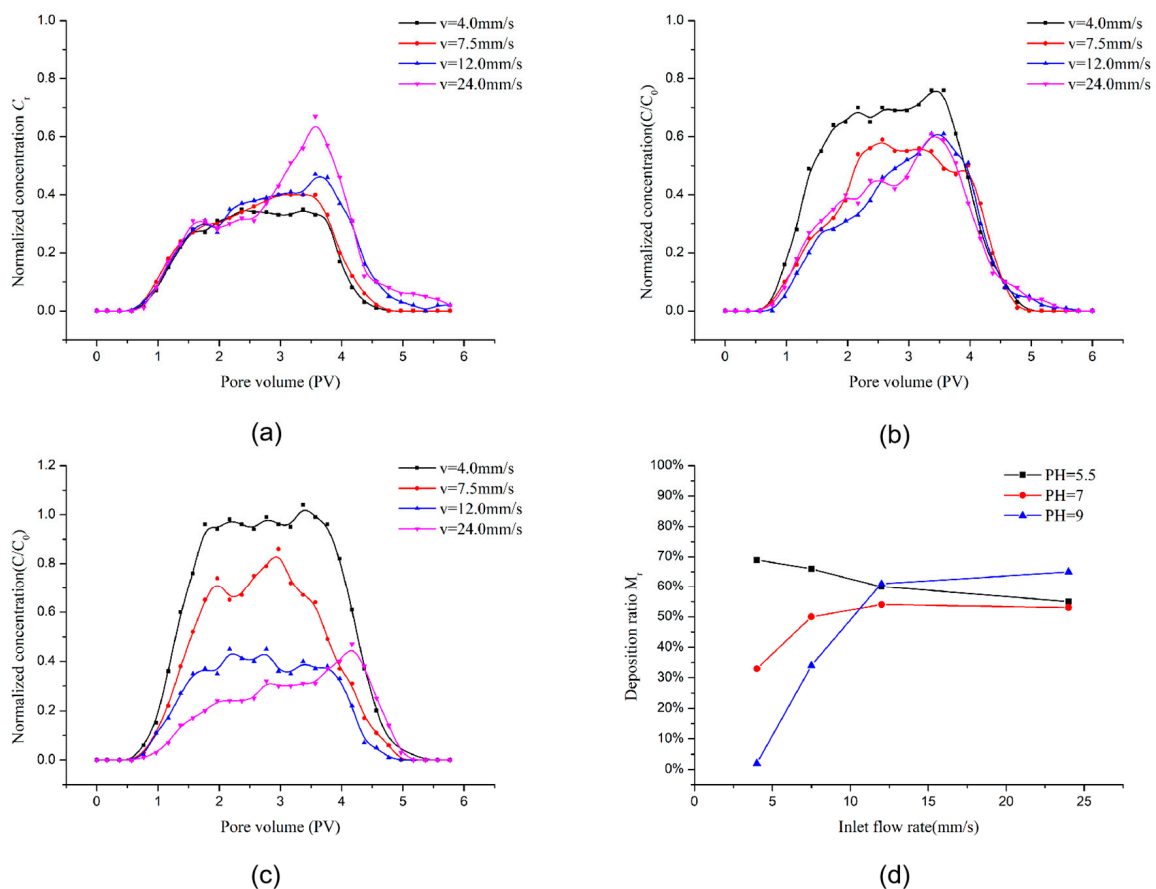 1.0
0.8
0.6
0.4
0.2
0.0
Normalized concentration Cr
v=4.0mm/s
v=7.5mm/s
v=12.0mm/s
v=24.0mm/s
0 1 2 3 4 5 6
Pore volume (PV)
(a)
1.0
0.8
0.6
0.4
0.2
0.0
Normalized concentration(C/C0)
v=4.0mm/s
v=7.5mm/s
v=12.0mm/s
v=24.0mm/s
0 1 2 3 4 5 6
Pore volume (PV)
(b)
1.2
1.0
0.8
0.6
0.4
0.2
0.0
Normalized concentration(C/C0)
v=4.0mm/s
v=7.5mm/s
v=12.0mm/s
v=24.0mm/s
0 1 2 3 4 5 6
Pore volume (PV)
(c)
100%
90%
80%
70%
60%
50%
40%
30%
20%
10%
0%
Deposition ratio Mr
PH=5.5
PH=7
PH=9
0 5 10 15 20 25
Inlet flow rate(mm/s)
(d)